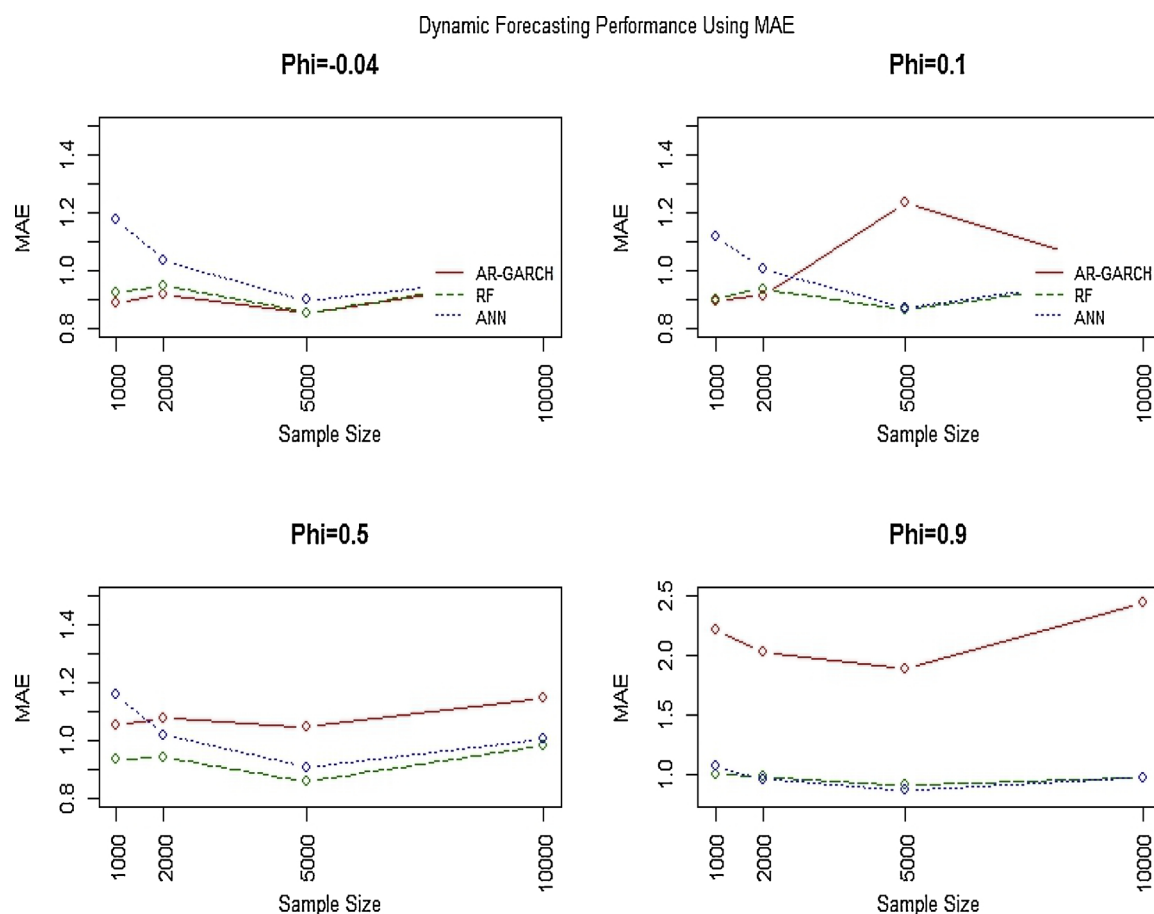 Dynamic Forecasting Performance Using MAE
Phi=-0.04
MAE
0.8 1.0 1.2 1.4
AR-GARCH
RF
ANN
1000 2000 5000 10000
Sample Size
Phi=0.1
MAE
0.8 1.0 1.2 1.4
AR-GARCH
RF
ANN
1000 2000 5000 10000
Sample Size
Phi=0.5
MAE
0.8 1.0 1.2 1.4
1000 2000 5000 10000
Sample Size
Phi=0.9
MAE
1.0 1.5 2.0 2.5
1000 2000 5000 10000
Sample Size